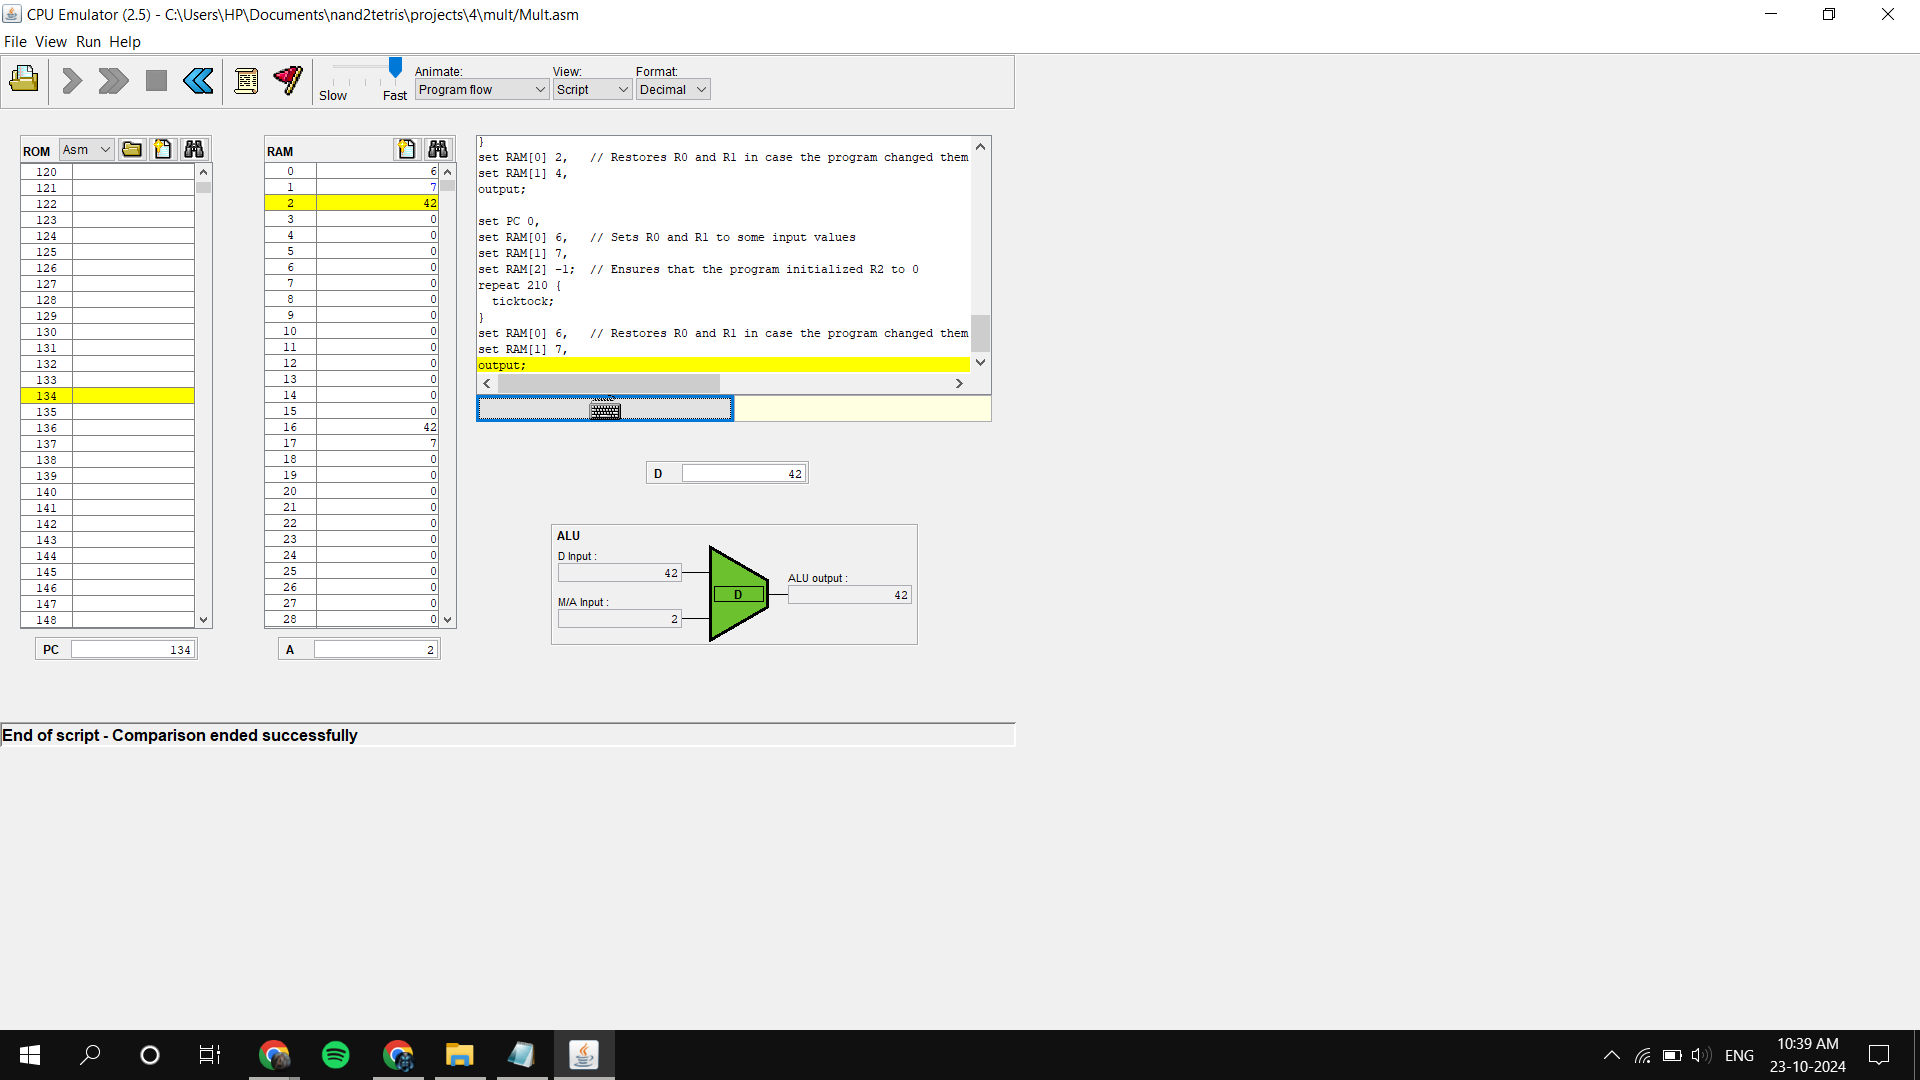 CPU Emulator (2.5) - C:\Users\HP\Documents\nand2tetris\projects\4\mult/Mult.asm
File View Run Help
Slow Fast
Animate:
Program flow
View:
Script
Format:
Decimal
ROM Asm
120
121
122
123
124
125
126
127
128
129
130
131
132
133
134
135
136
137
138
139
140
141
142
143
144
145
146
147
148
PC 134
RAM
0 6
1 7
2 42
3 0
4 0
5 0
6 0
7 0
8 0
9 0
10 0
11 0
12 0
13 0
14 0
15 0
16 42
17 7
18 0
19 0
20 0
21 0
22 0
23 0
24 0
25 0
26 0
27 0
28 0
A 2
}
set RAM[0] 2, // Restores R0 and R1 in case the program changed them
set RAM[1] 4,
output;
set PC 0,
set RAM[0] 6, // Sets R0 and R1 to some input values
set RAM[1] 7,
set RAM[2] -1; // Ensures that the program initialized R2 to 0
repeat 210 {
ticktock;
}
set RAM[0] 6, // Restores R0 and R1 in case the program changed them
set RAM[1] 7,
output;
D 42
ALU
D Input :
42
M/A Input :
2
D
ALU output :
42
End of script - Comparison ended successfully
ENG
10:39 AM
23-10-2024